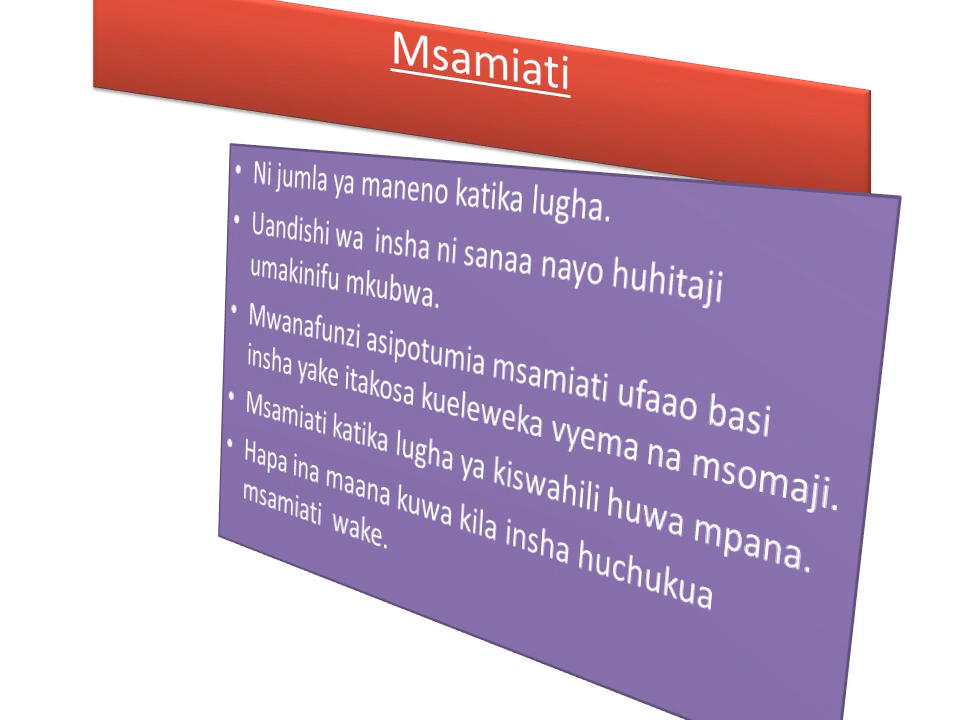 Msamiati
• Ni jumla ya maneno katika lugha.
• Uandishi wa insha ni sanaa nayo huhitaji
umakinifu mkubwa.
• Mwanafunzi asipotumia msamiati ufaao basi
insha yake itakosa kueleweka vyema na msomaji.
• Msamiati katika lugha ya kiswahili huwa mpana.
• Hapa ina maana kuwa kila insha huchukua
msamiati wake.